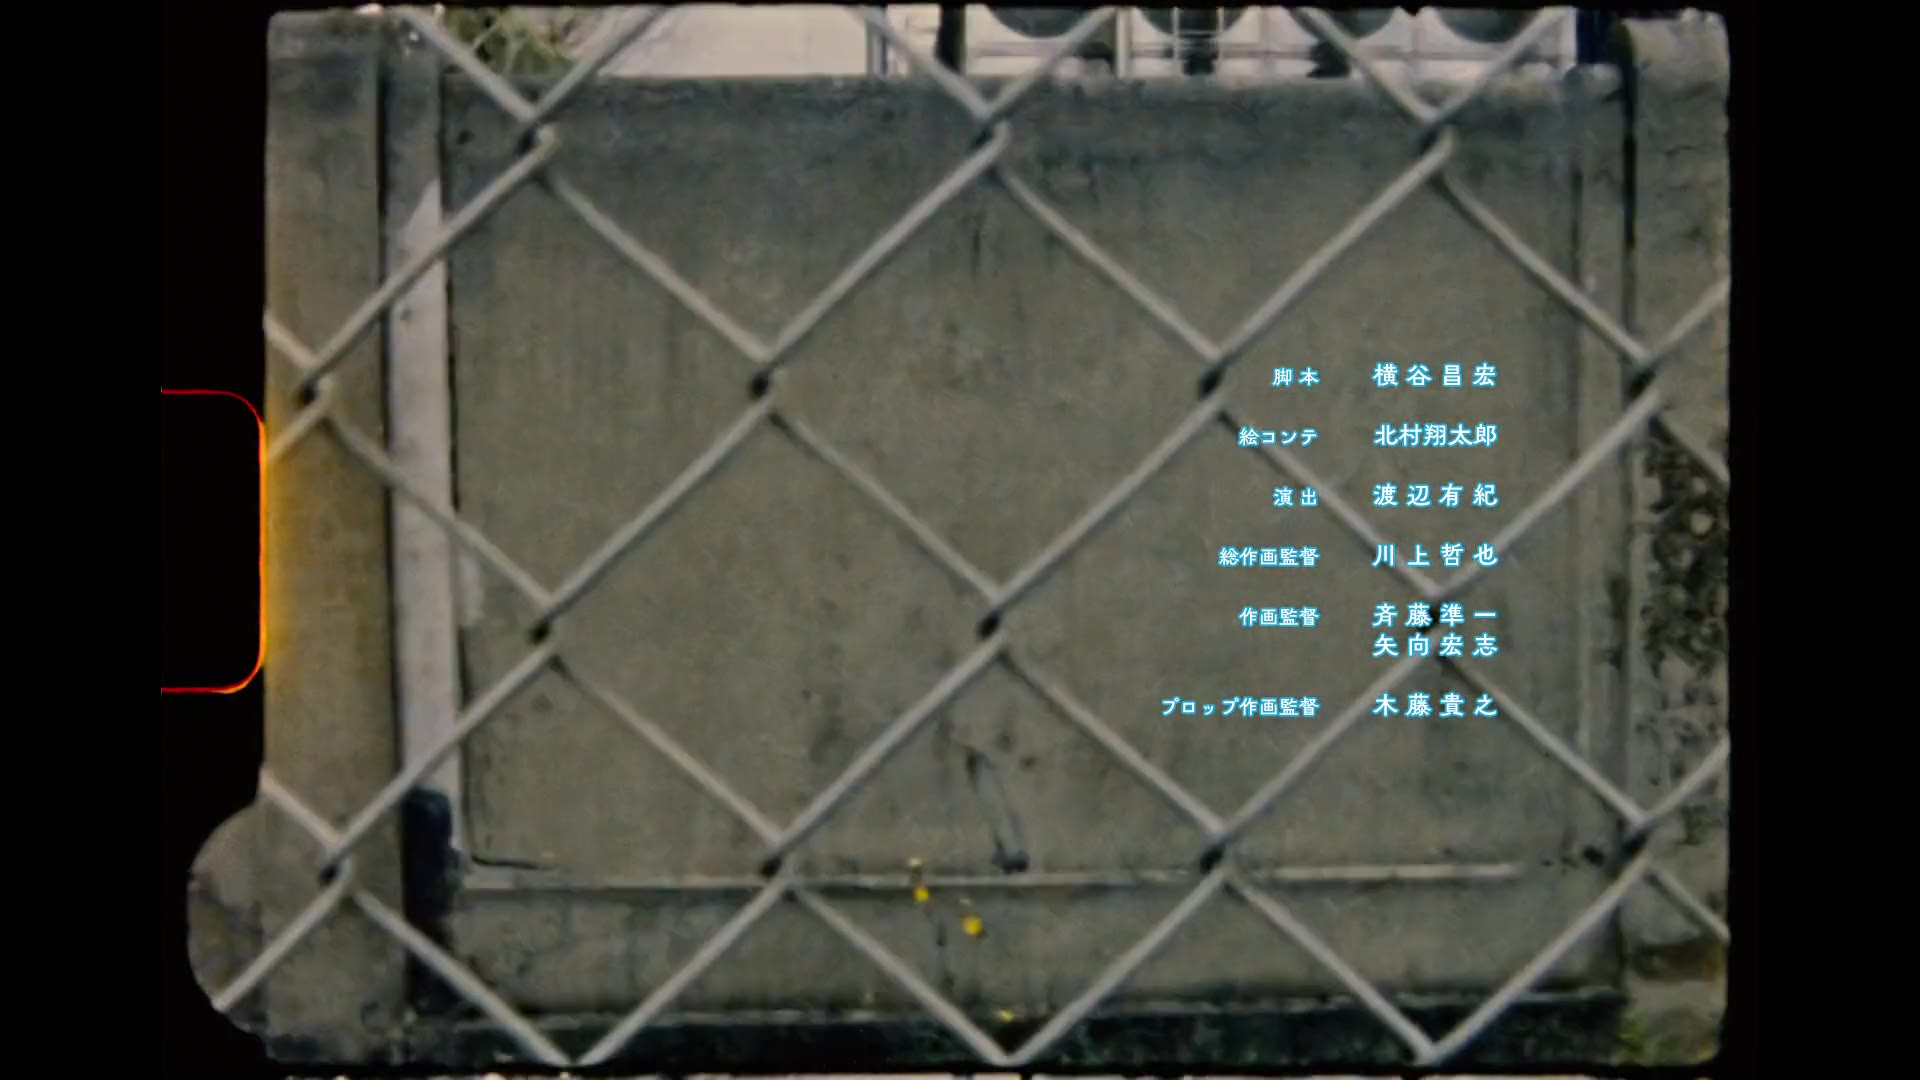 脚本 横谷昌宏
絵コンテ 北村翔太郎
演出 渡辺有紀
総作画監督 川上哲也
作画監督 斉藤準一
矢向宏志
プロップ作画監督 木藤貴之